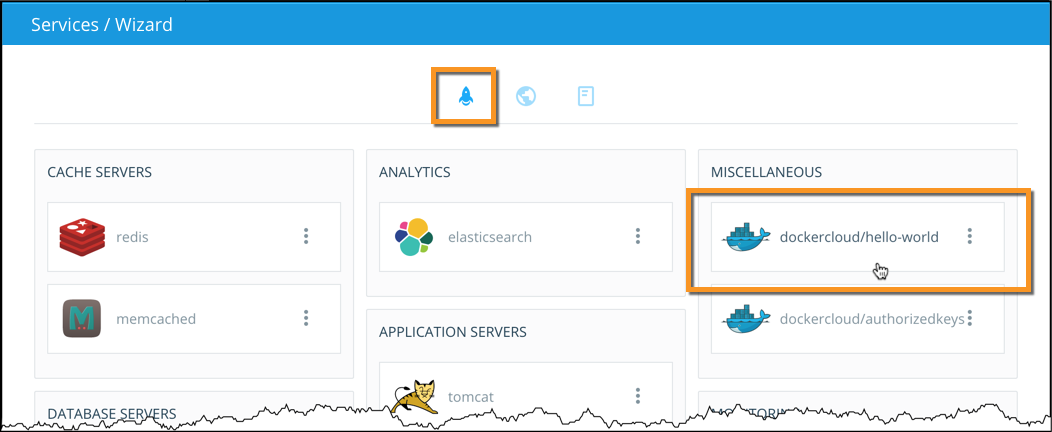 Services / Wizard
CACHE SERVERS
redis
memcached
DATABASE SERVERS
ANALYTICS
elasticsearch
APPLICATION SERVERS
tomcat
MISCELLANEOUS
dockercloud/hello-world
dockercloud/authorizedkeys